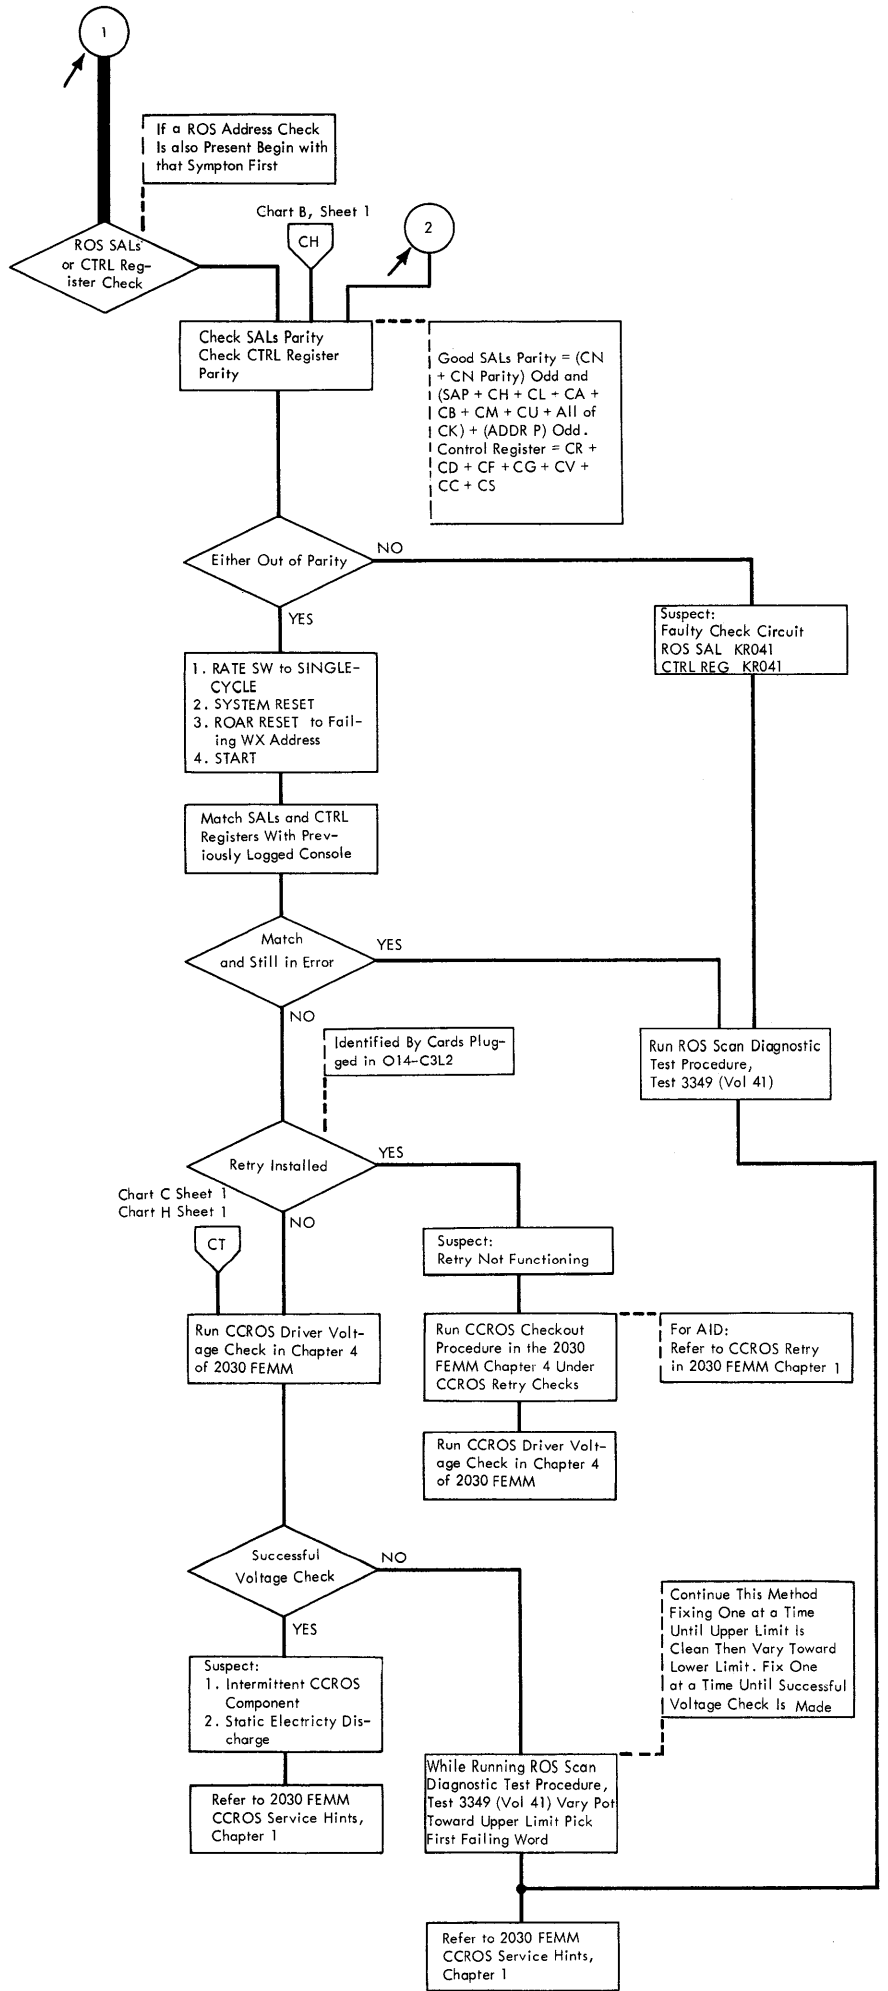 1
If a ROS Address Check
Is also Present Begin with
that Sympton First
Chart B, Sheet 1
CH
2
ROS SALs
or CTRL Reg-
ister Check
Check SALs Parity
Check CTRL Register
Parity
Good SALs Parity = (CN
+ CN Parity) Odd and
(SAP + CH + CL + CA +
CB + CM + CU + All of
CK) + (ADDR P) Odd.
Control Register = CR +
CD + CF + CG + CV +
CC + CS
Either Out of Parity
NO
YES
Suspect:
Faulty Check Circuit
ROS SAL KR041
CTRL REG KR041
1. RATE SW to SINGLE-
CYCLE
2. SYSTEM RESET
3. ROAR RESET to Fail-
ing WX Address
4. START
Match SALs and CTRL
Registers With Prev-
iously Logged Console
Match
and Still in Error
YES
NO
Identified By Cards Plug-
ged in O14-C3L2
Run ROS Scan Diagnostic
Test Procedure,
Test 3349 (Vol 41)
Retry Installed
YES
NO
Chart C Sheet 1
Chart H Sheet 1
CT
Suspect:
Retry Not Functioning
Run CCROS Driver Volt-
age Check in Chapter 4
of 2030 FEMM
Run CCROS Checkout
Procedure in the 2030
FEMM Chapter 4 Under
CCROS Retry Checks
For AID:
Refer to CCROS Retry
in 2030 FEMM Chapter 1
Run CCROS Driver Volt-
age Check in Chapter 4
of 2030 FEMM
Successful
Voltage Check
NO
YES
Continue This Method
Fixing One at a Time
Until Upper Limit Is
Clean Then Vary Toward
Lower Limit. Fix One
at a Time Until Successful
Voltage Check Is Made
Suspect:
1. Intermittent CCROS
Component
2. Static Electricty Dis-
charge
While Running ROS Scan
Diagnostic Test Procedure,
Test 3349 (Vol 41) Vary Pot
Toward Upper Limit Pick
First Failing Word
Refer to 2030 FEMM
CCROS Service Hints,
Chapter 1
Refer to 2030 FEMM
CCROS Service Hints,
Chapter 1